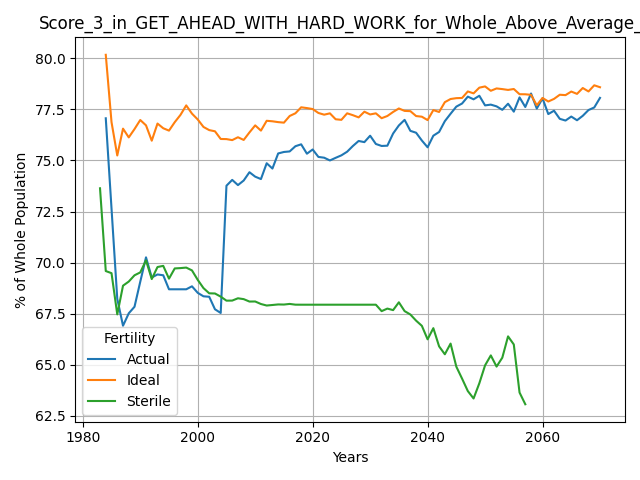 Score_3_in_GET_AHEAD_WITH_HARD_WORK_for_Whole_Above_Average_
80.0
77.5
75.0
72.5
70.0
67.5
65.0
62.5
% of Whole Population
Fertility
Actual
Ideal
Sterile
1980
2000
2020
2040
2060
Years